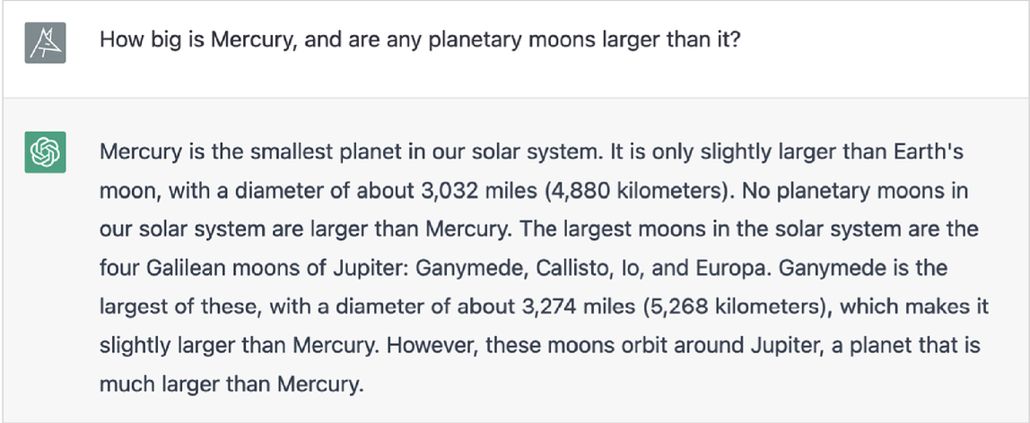 How big is Mercury, and are any planetary moons larger than it?
Mercury is the smallest planet in our solar system. It is only slightly larger than Earth's
moon, with a diameter of about 3,032 miles (4,880 kilometers). No planetary moons in
our solar system are larger than Mercury. The largest moons in the solar system are the
four Galilean moons of Jupiter: Ganymede, Callisto, Io, and Europa. Ganymede is the
largest of these, with a diameter of about 3,274 miles (5,268 kilometers), which makes it
slightly larger than Mercury. However, these moons orbit around Jupiter, a planet that is
much larger than Mercury.